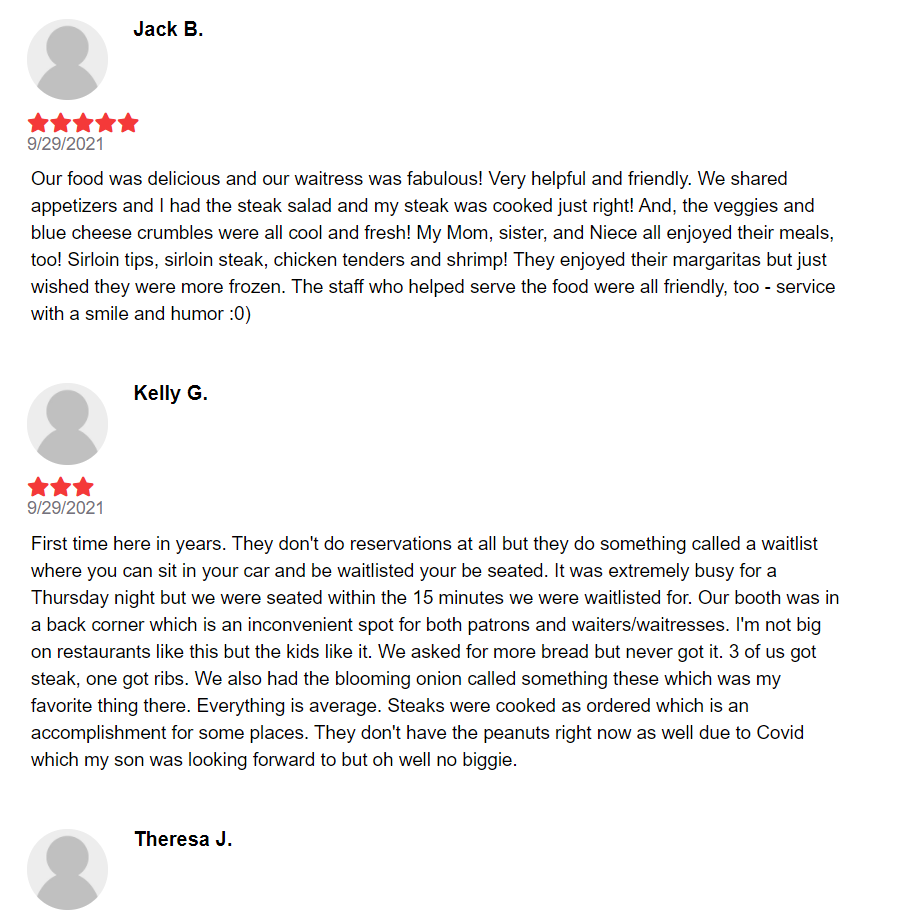 Jack B.
9/29/2021
Our food was delicious and our waitress was fabulous! Very helpful and friendly. We shared
appetizers and I had the steak salad and my steak was cooked just right! And, the veggies and
blue cheese crumbles were all cool and fresh! My Mom, sister, and Niece all enjoyed their meals,
too! Sirloin tips, sirloin steak, chicken tenders and shrimp! They enjoyed their margaritas but just
wished they were more frozen. The staff who helped serve the food were all friendly, too - service
with a smile and humor :0)
Kelly G.
9/29/2021
First time here in years. They don't do reservations at all but they do something called a waitlist
where you can sit in your car and be waitlisted your be seated. It was extremely busy for a
Thursday night but we were seated within the 15 minutes we were waitlisted for. Our booth was in
a back corner which is an inconvenient spot for both patrons and waiters/waitresses. I'm not big
on restaurants like this but the kids like it. We asked for more bread but never got it. 3 of us got
steak, one got ribs. We also had the blooming onion called something these which was my
favorite thing there. Everything is average. Steaks were cooked as ordered which is an
accomplishment for some places. They don't have the peanuts right now as well due to Covid
which my son was looking forward to but oh well no biggie.
Theresa J.